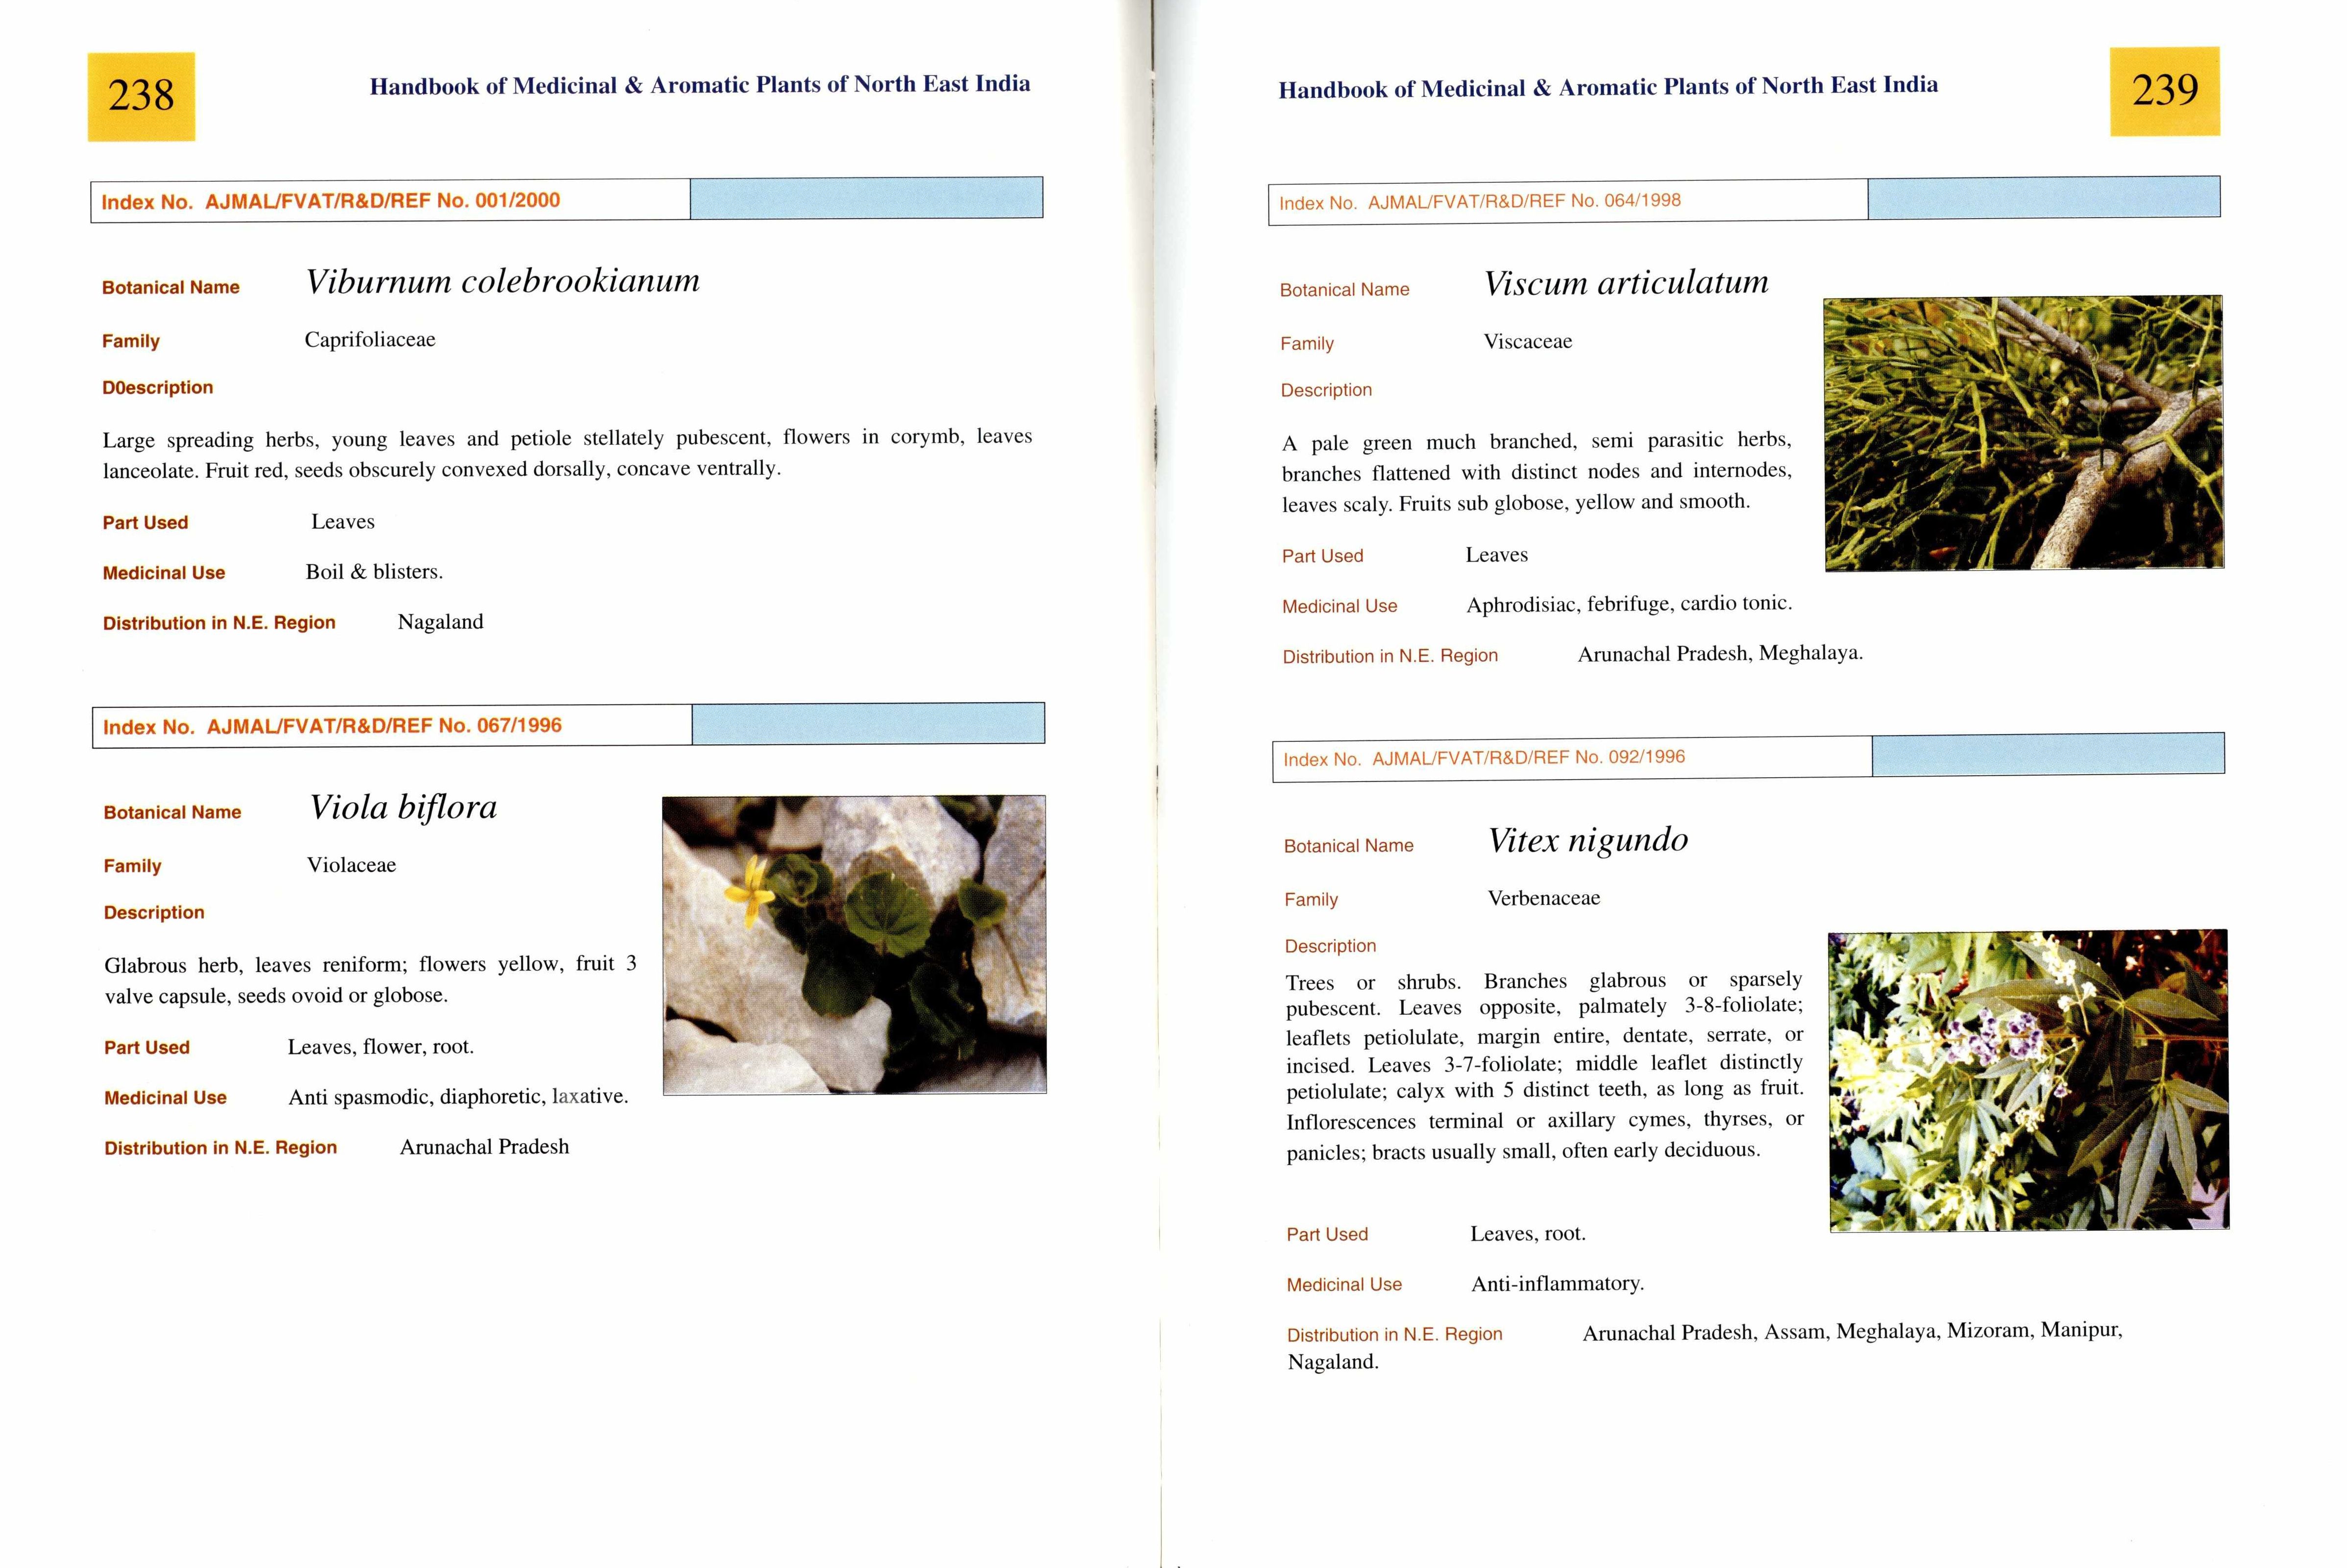 238
Handbook of Medicinal & Aromatic Plants of North East India
Index No. AJMAL/FVAT/R&D/REF No. 001/2000
Botanical Name Viburnum colebrookianum
Family Caprifoliaceae
D0escription
Large spreading herbs, young leaves and petiole stellately pubescent, flowers in corymb, leaves
lanceolate. Fruit red, seeds obscurely convexed dorsally, concave ventrally.
Part Used Leaves
Medicinal Use Boil & blisters.
Distribution in N.E. Region Nagaland
Index No. AJMAL/FVAT/R&D/REF No. 067/1996
Botanical Name Viola biflora
Family Violaceae
Description
Glabrous herb, leaves reniform; flowers yellow, fruit 3
valve capsule, seeds ovoid or globose.
Part Used Leaves, flower, root.
Medicinal Use Anti spasmodic, diaphoretic, laxative.
Distribution in N.E. Region Arunachal Pradesh
Handbook of Medicinal & Aromatic Plants of North East India
239
Index No. AJMAL/FVAT/R&D/REF No. 064/1998
Botanical Name Viscum articulatum
Family Viscaceae
Description
A pale green much branched, semi parasitic herbs,
branches flattened with distinct nodes and internodes,
leaves scaly. Fruits sub globose, yellow and smooth.
Part Used Leaves
Medicinal Use Aphrodisiac, febrifuge, cardio tonic.
Distribution in N.E. Region Arunachal Pradesh, Meghalaya.
Index No. AJMAL/FVAT/R&D/REF No. 092/1996
Botanical Name Vitex nigundo
Family Verbenaceae
Description
Trees or shrubs. Branches glabrous or sparsely
pubescent. Leaves opposite, palmately 3-8-foliolate;
leaflets petiolulate, margin entire, dentate, serrate, or
incised. Leaves 3-7-foliolate; middle leaflet distinctly
petiolulate; calyx with 5 distinct teeth, as long as fruit.
Inflorescences terminal or axillary cymes, thyrses, or
panicles; bracts usually small, often early deciduous.
Part Used Leaves, root.
Medicinal Use Anti-inflammatory.
Distribution in N.E. Region Arunachal Pradesh, Assam, Meghalaya, Mizoram, Manipur,
Nagaland.